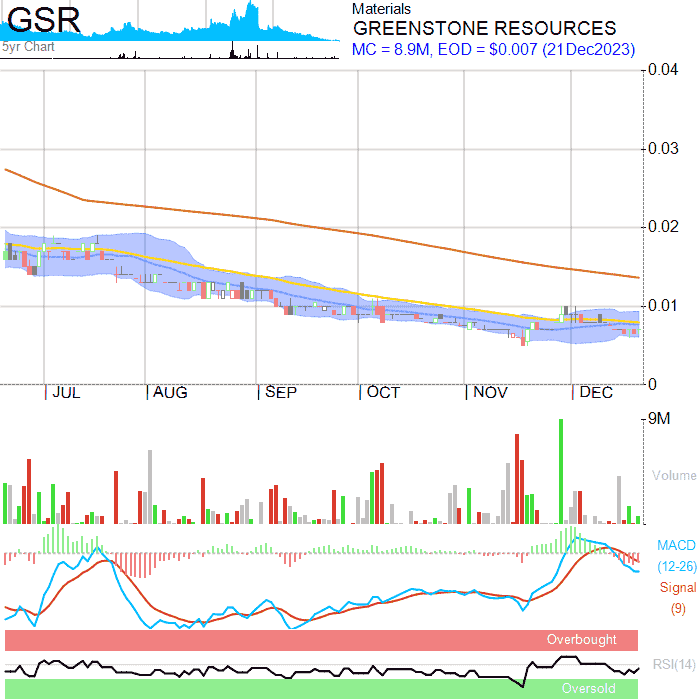 GSR
5yr Chart
Materials
GREENSTONE RESOURCES
MC = 8.9M, EOD = $0.007 (21Dec2023)
0.04
0.03
0.02
0.01
0
JUL AUG SEP OCT NOV DEC
9M
Volume
MACD
(12-26)
Signal
(9)
Overbought
RSI(14)
Oversold